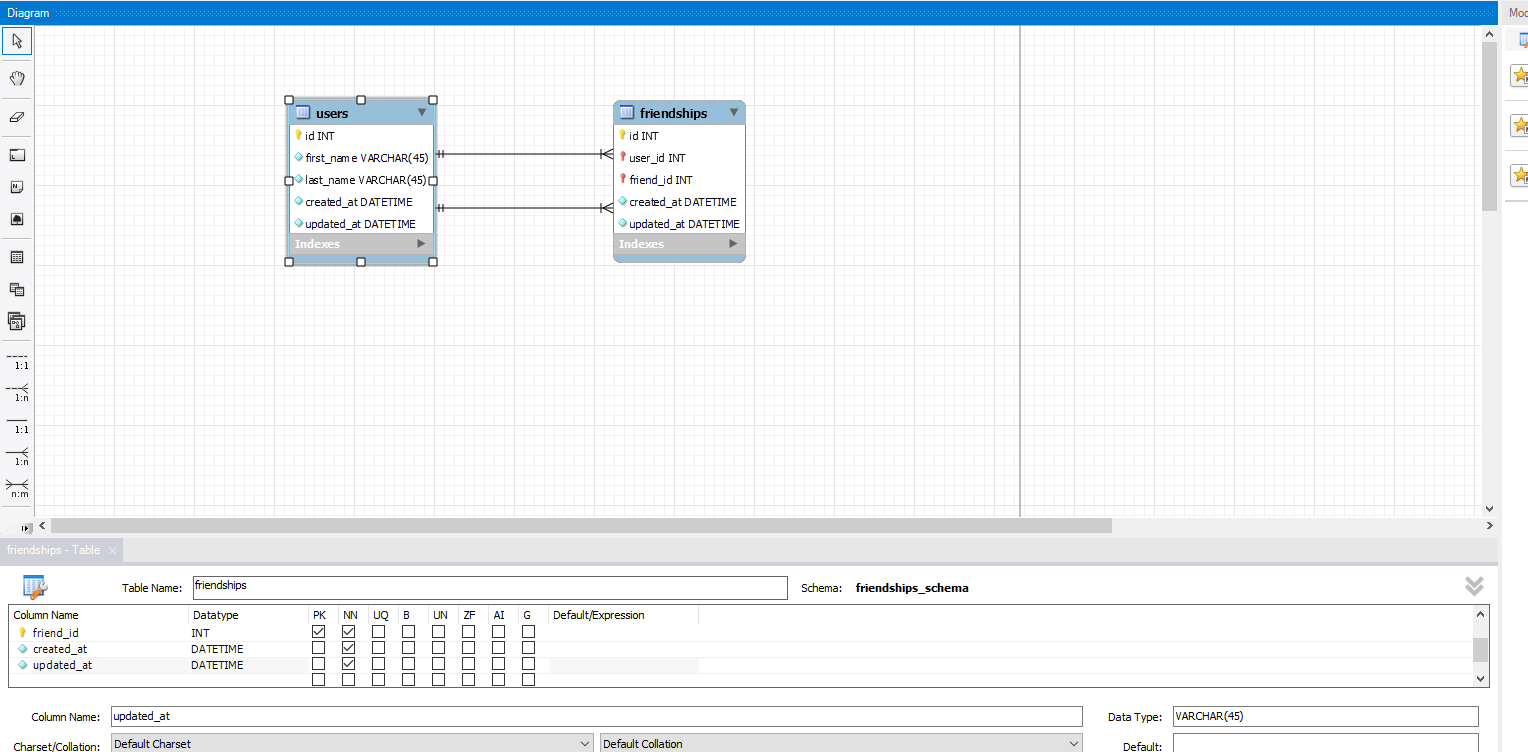 Diagram
Mod
users
id INT
first_name VARCHAR(45)
last_name VARCHAR(45)
created_at DATETIME
updated_at DATETIME
Indexes
friendships
id INT
user_id INT
friend_id INT
created_at DATETIME
updated_at DATETIME
Indexes
1:1
1:n
1:1
1:n
n:m
friendships - Table
Table Name: friendships Schema: friendships_schema
Column Name Datatype PK NN UQ B UN ZF AI G Default/Expression
friend_id INT
created_at DATETIME
updated_at DATETIME
Column Name: updated_at Data Type: VARCHAR(45)
Charset/Collation: Default Charset Default Collation Default: